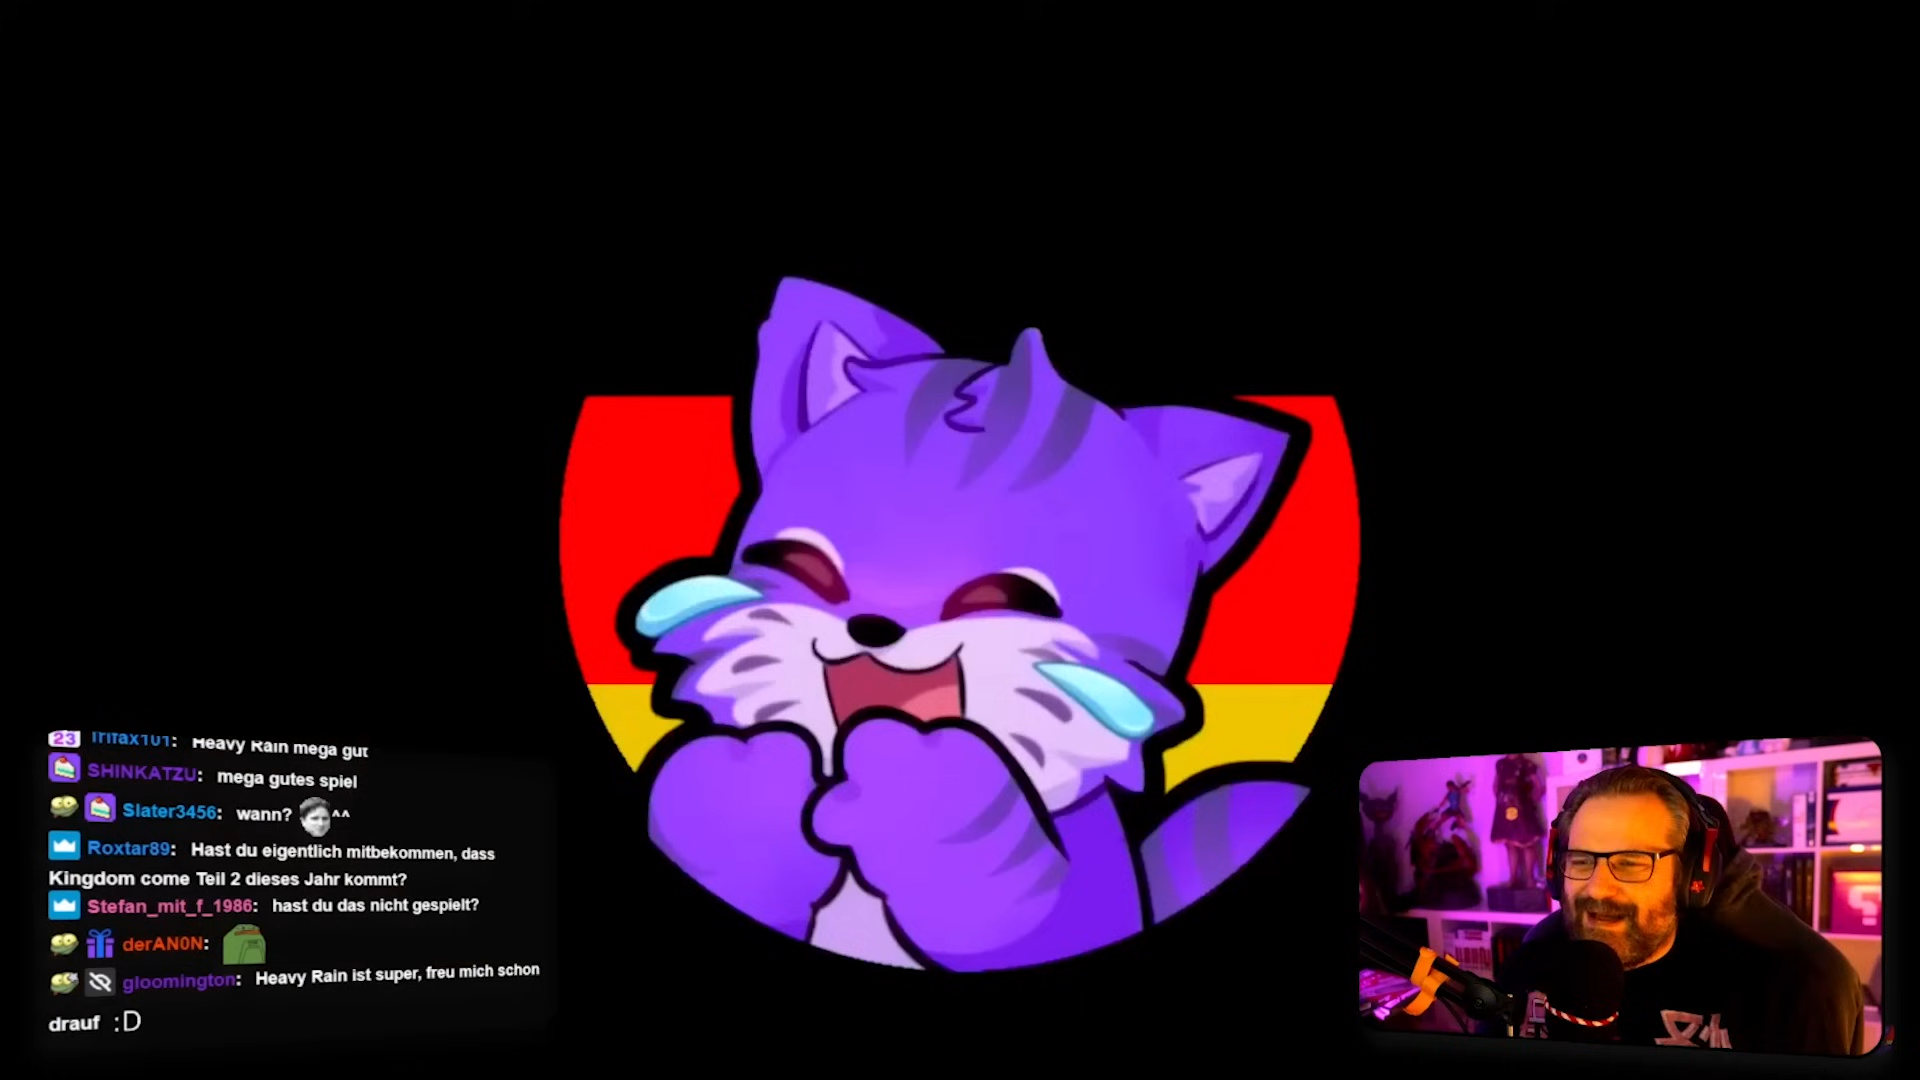 23 Trifax101: Heavy Rain mega gut
SHINKATZU: mega gutes spiel
Slater3456: wann? ^^
Roxtar89: Hast du eigentlich mitbekommen, dass
Kingdom come Teil 2 dieses Jahr kommt?
Stefan_mit_f_1986: hast du das nicht gespielt?
derAN0N:
gloomington: Heavy Rain ist super, freu mich schon
drauf :D